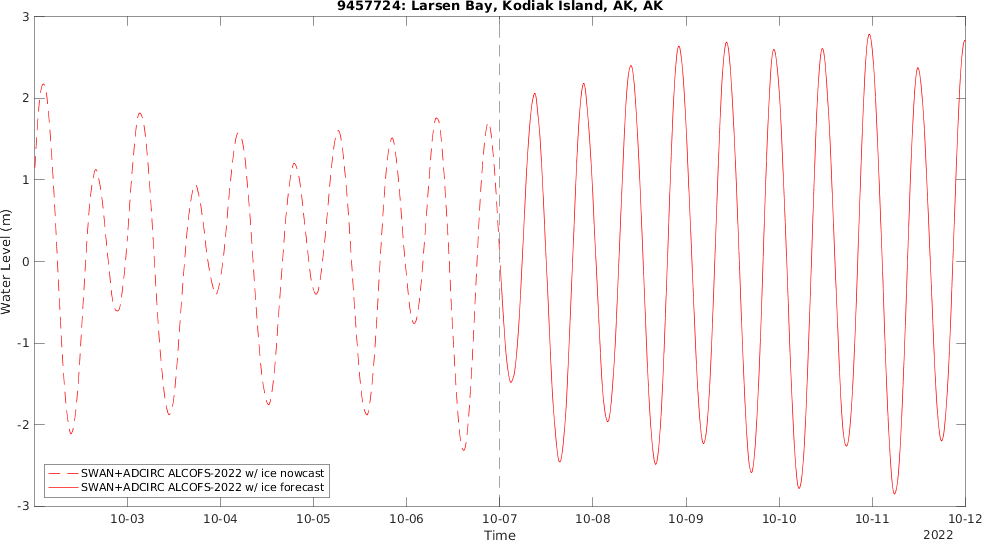 9457724: Larsen Bay, Kodiak Island, AK, AK
3
2
1
0
-1
-2
-3
Water Level (m)
SWAN+ADCIRC ALCOFS-2022 w/ ice nowcast
SWAN+ADCIRC ALCOFS-2022 w/ ice forecast
10-03 10-04 10-05 10-06 10-07 10-08 10-09 10-10 10-11 10-12
Time
2022